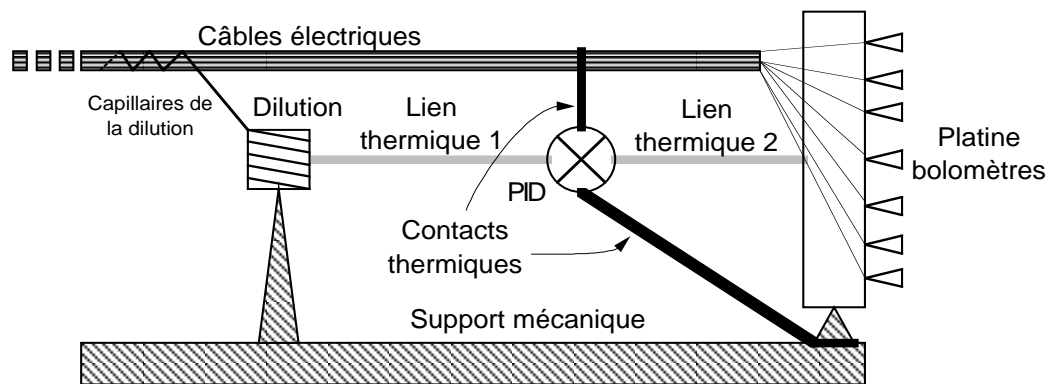 Câbles électriques
Capillaires de
la dilution
Dilution
Lien
thermique 1
Lien
thermique 2
Platine
bolomètres
PID
Contacts
thermiques
Support mécanique